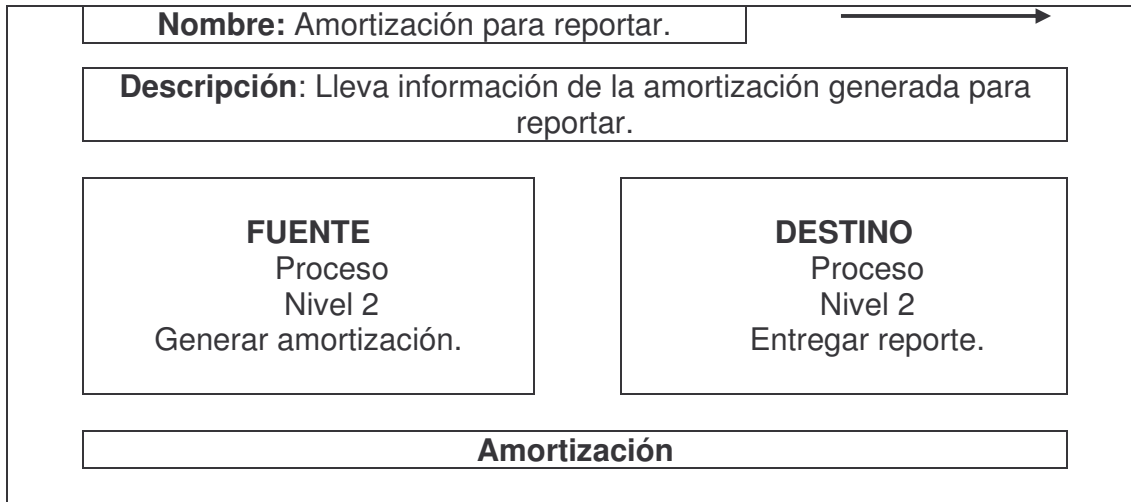 Nombre: Amortización para reportar.
Descripción: Lleva información de la amortización generada para
reportar.
FUENTE
Proceso
Nivel 2
Generar amortización.
DESTINO
Proceso
Nivel 2
Entregar reporte.
Amortización